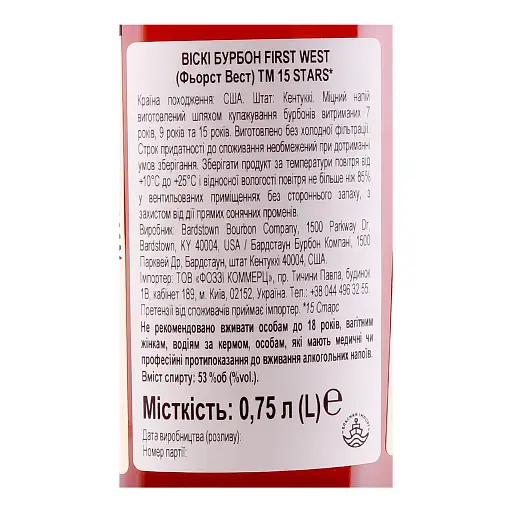 ВІСКІ БУРБОН FIRST WEST
(Фьорст Вест) ТМ 15 STARS*
Країна походження: США. Штат: Кентуккі. Міцний напій
виготовлений шляхом купажування бурбонів витриманих 7
років, 9 років та 15 років. Виготовлено без холодної фільтрації.
Строк придатності до споживання необмежений при дотриманні
умов зберігання. Зберігати продукт за температури повітря від
+10°С до +25°С і відносної вологості повітря не більше ніж 85%
у вентильованих приміщеннях без стороннього запаху, з
захистом від дії прямих сонячних променів.
Виробник: Bardstown Bourbon Company, 1500 Parkway Dr,
Bardstown, KY 40004, USA / Бардстаун Бурбон Компані, 1500
Парквей Др, Бардстаун, штат Кентуккі 40004, США.
Імпортер: ТОВ «ФОЗЗІ КОММЕРЦ», пр. Тичини Павла, будинок
1В, кабінет 189, м. Київ, 02152, Україна. Тел.: +38 044 496 32 55.
Претензії від споживачів приймає імпортер. *15 Старс
Не рекомендовано вживати особам до 18 років, вагітним
жінкам, водіям за кермом, особам, які мають медичні чи
професійні протипоказання до вживання алкогольних напоїв.
Вміст спирту: 53 %об (%vol.).
Місткість: 0,75 л (L) e
Дата виробництва (розливу):
Номер партії: